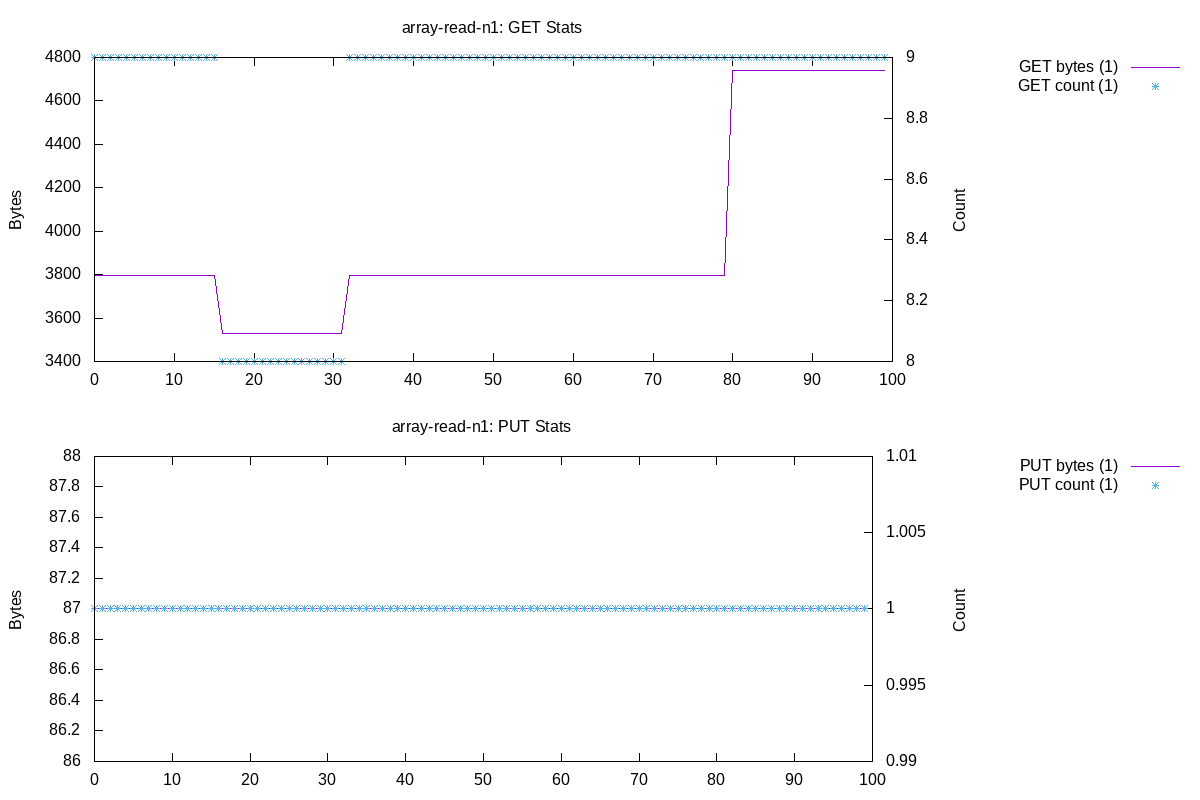 array-read-n1: GET Stats
4800
4600
4400
4200
4000
3800
3600
3400
Bytes
0 10 20 30 40 50 60 70 80 90 100
9
8.8
8.6
8.4
8.2
8
Count
GET bytes (1)
GET count (1)
array-read-n1: PUT Stats
88
87.8
87.6
87.4
87.2
87
86.8
86.6
86.4
86.2
86
Bytes
0 10 20 30 40 50 60 70 80 90 100
1.01
1.005
1
0.995
0.99
Count
PUT bytes (1)
PUT count (1)